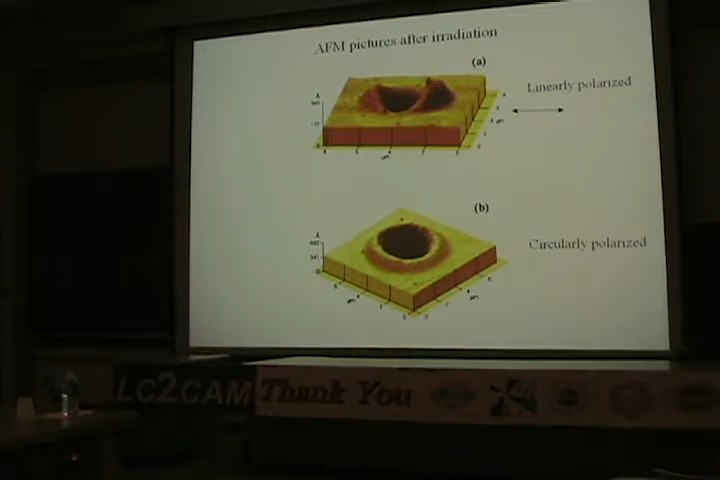 AFM pictures after irradiation
(a)
Linearly polarized
(b)
Circularly polarized
LC2CAM Thank You